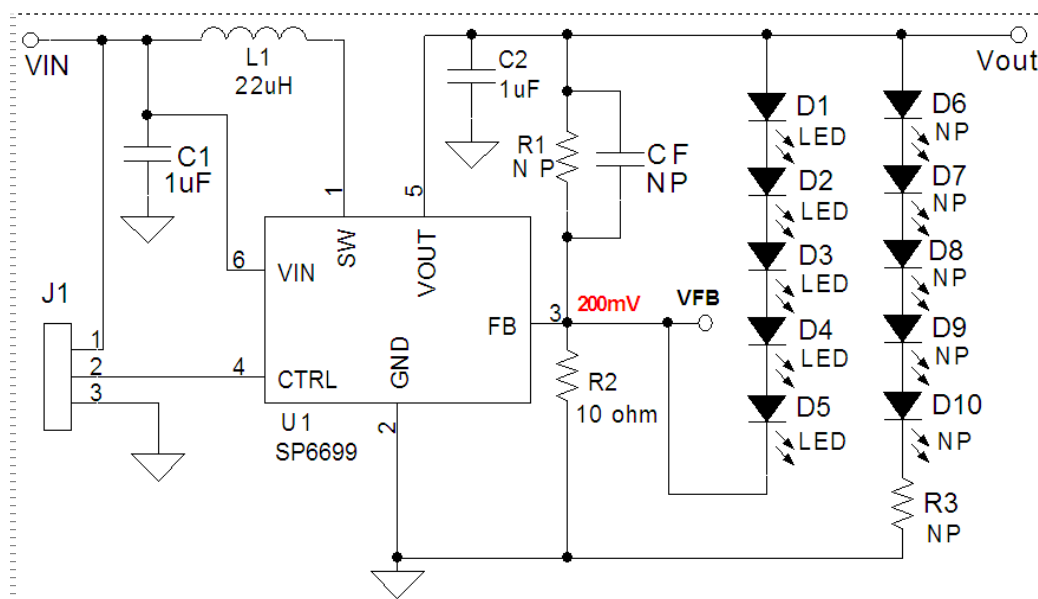 VIN
L1
22uH
C1
1uF
C2
1uF
R1
N P
CF
NP
Vout
D1
LED
D2
LED
D3
LED
D4
LED
D5
LED
D6
NP
D7
NP
D8
NP
D9
NP
D10
NP
R3
NP
1
5
6
VIN
SW
VOUT
FB
3
200mV
VFB
J1
1
2
3
4
CTRL
GND
2
U1
SP6699
R2
10 ohm